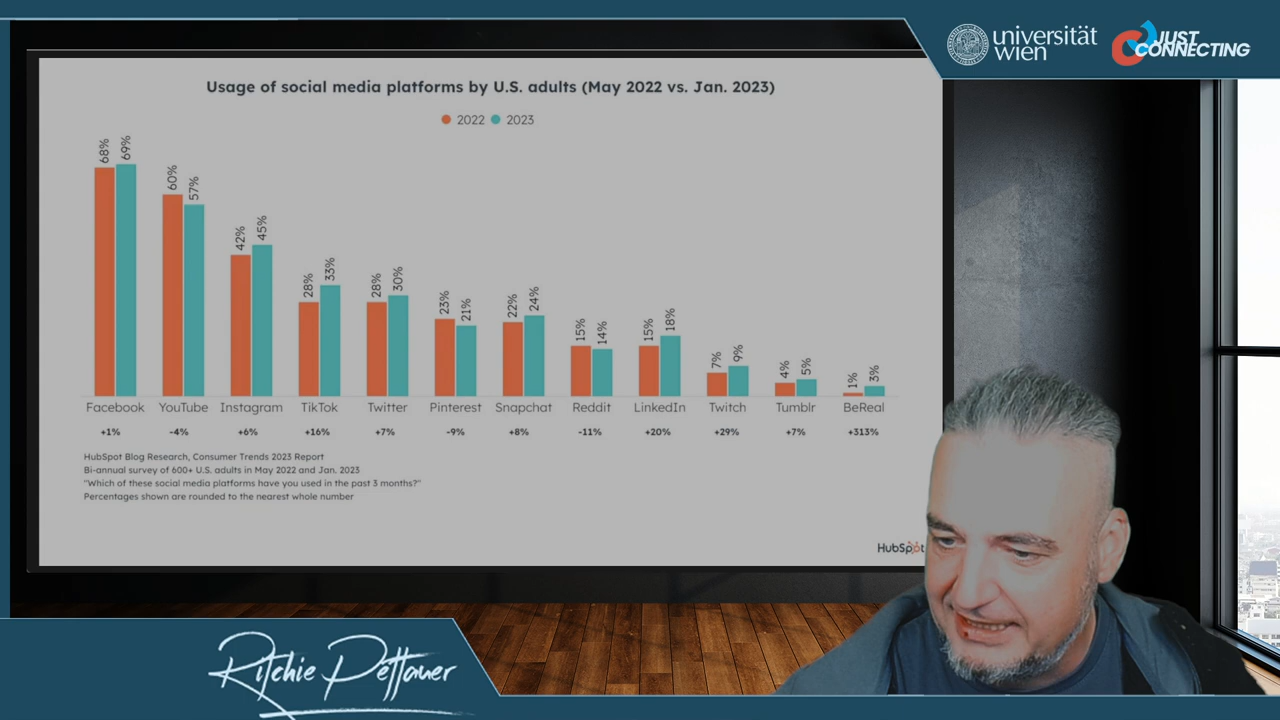 universität
wien
JUST
CONNECTING
Usage of social media platforms by U.S. adults (May 2022 vs. Jan. 2023)
2022 2023
68% 69% 60% 57% 42% 45% 28% 33% 28% 30% 23% 21% 22% 24% 15% 14% 15% 18% 7% 9% 4% 5% 1% 3%
Facebook YouTube Instagram TikTok Twitter Pinterest Snapchat Reddit LinkedIn Twitch Tumblr BeReal
+1% -4% +6% +16% +7% -9% +8% -11% +20% +29% +7% +313%
HubSpot Blog Research, Consumer Trends 2023 Report
Bi-annual survey of 600+ U.S. adults in May 2022 and Jan. 2023
"Which of these social media platforms have you used in the past 3 months?"
Percentages shown are rounded to the nearest whole number
HubSpot
Ritchie Pettauer